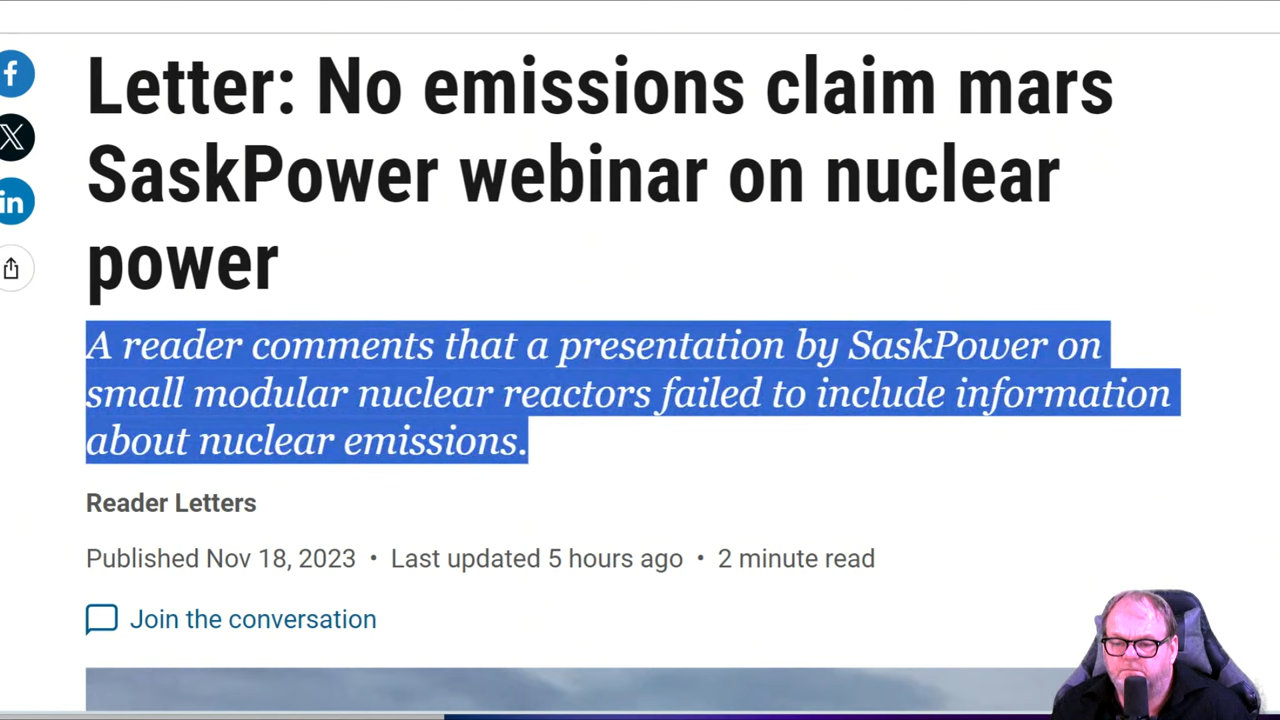 Letter: No emissions claim mars
SaskPower webinar on nuclear
power
A reader comments that a presentation by SaskPower on
small modular nuclear reactors failed to include information
about nuclear emissions.
Reader Letters
Published Nov 18, 2023 • Last updated 5 hours ago • 2 minute read
Join the conversation